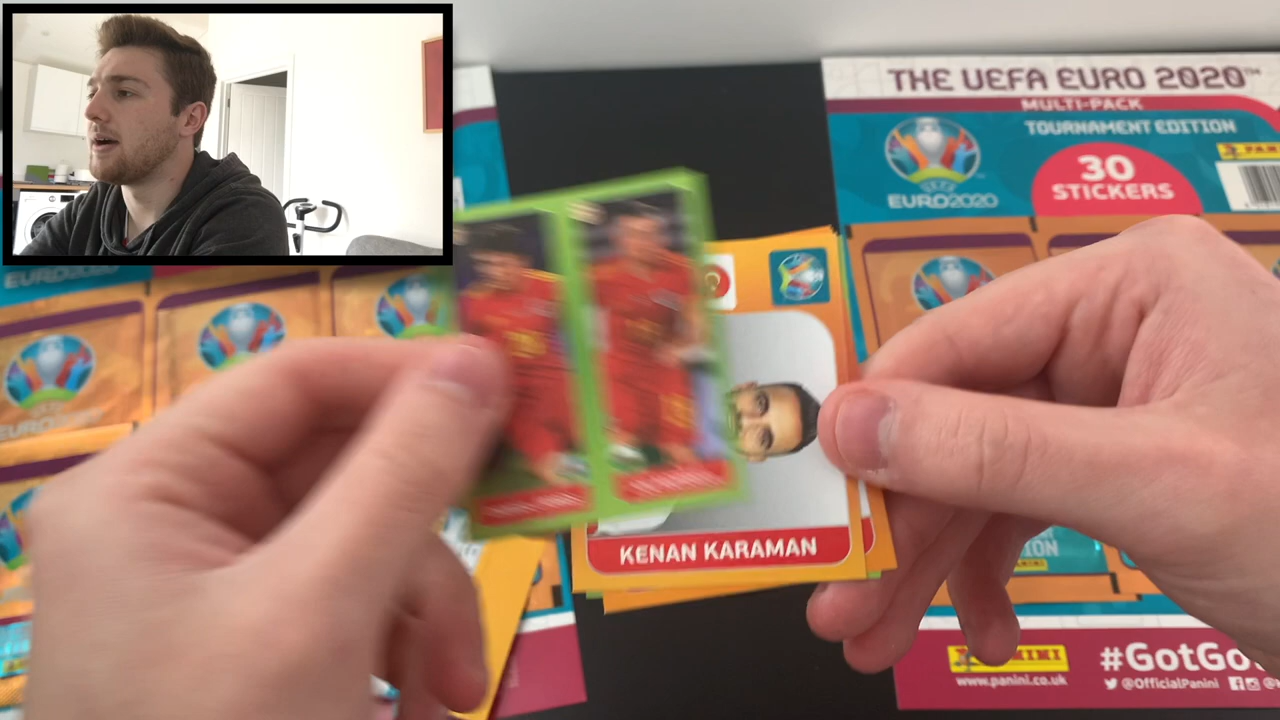 THE UEFA EURO 2020™
MULTI-PACK
TOURNAMENT EDITION
30
STICKERS
UEFA
EURO2020
EURO2020
KENAN KARAMAN
PANINI
www.panini.co.uk
#GotGo
@OfficialPanini